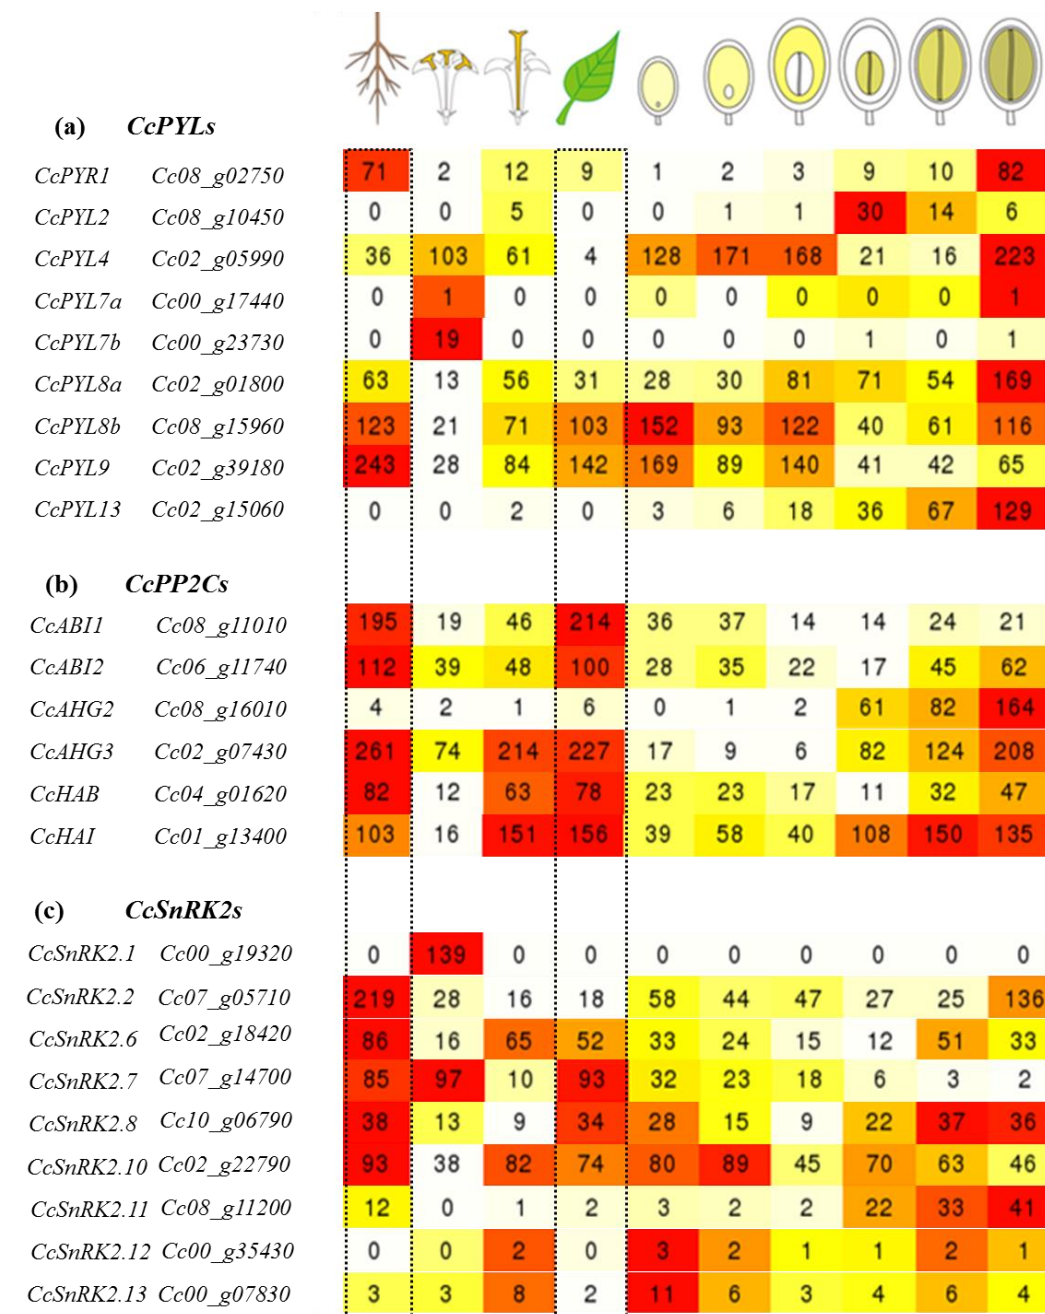 (a) CcPYLs
CcPYR1 Cc08_g02750 71 2 12 9 1 2 3 9 10 82
CcPYL2 Cc08_g10450 0 0 5 0 0 1 1 30 14 6
CcPYL4 Cc02_g05990 36 103 61 4 128 171 168 21 16 223
CcPYL7a Cc00_g17440 0 1 0 0 0 0 0 0 0 1
CcPYL7b Cc00_g23730 0 19 0 0 0 0 0 1 0 1
CcPYL8a Cc02_g01800 63 13 56 31 28 30 81 71 54 169
CcPYL8b Cc08_g15960 123 21 71 103 152 93 122 40 61 116
CcPYL9 Cc02_g39180 243 28 84 142 169 89 140 41 42 65
CcPYL13 Cc02_g15060 0 0 2 0 3 6 18 36 67 129
(b) CcPP2Cs
CcABI1 Cc08_g11010 195 19 46 214 36 37 14 14 24 21
CcABI2 Cc06_g11740 112 39 48 100 28 35 22 17 45 62
CcAHG2 Cc08_g16010 4 2 1 6 0 1 2 61 82 164
CcAHG3 Cc02_g07430 261 74 214 227 17 9 6 82 124 208
CcHAB Cc04_g01620 82 12 63 78 23 23 17 11 32 47
CcHAI Cc01_g13400 103 16 151 156 39 58 40 108 150 135
(c) CcSnRK2s
CcSnRK2.1 Cc00_g19320 0 139 0 0 0 0 0 0 0 0
CcSnRK2.2 Cc07_g05710 219 28 16 18 58 44 47 27 25 136
CcSnRK2.6 Cc02_g18420 86 16 65 52 33 24 15 12 51 33
CcSnRK2.7 Cc07_g14700 85 97 10 93 32 23 18 6 3 2
CcSnRK2.8 Cc10_g06790 38 13 9 34 28 15 9 22 37 36
CcSnRK2.10 Cc02_g22790 93 38 82 74 80 89 45 70 63 46
CcSnRK2.11 Cc08_g11200 12 0 1 2 3 2 2 22 33 41
CcSnRK2.12 Cc00_g35430 0 0 2 0 3 2 1 1 2 1
CcSnRK2.13 Cc00_g07830 3 3 8 2 11 6 3 4 6 4